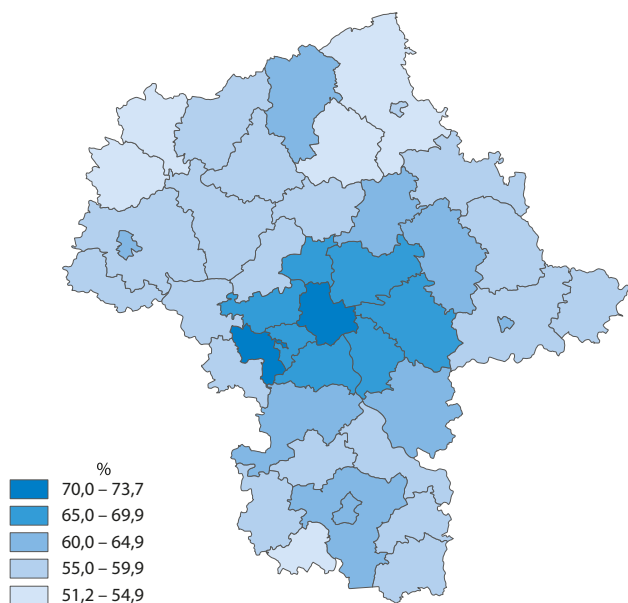 %
70,0 – 73,7
65,0 – 69,9
60,0 – 64,9
55,0 – 59,9
51,2 – 54,9